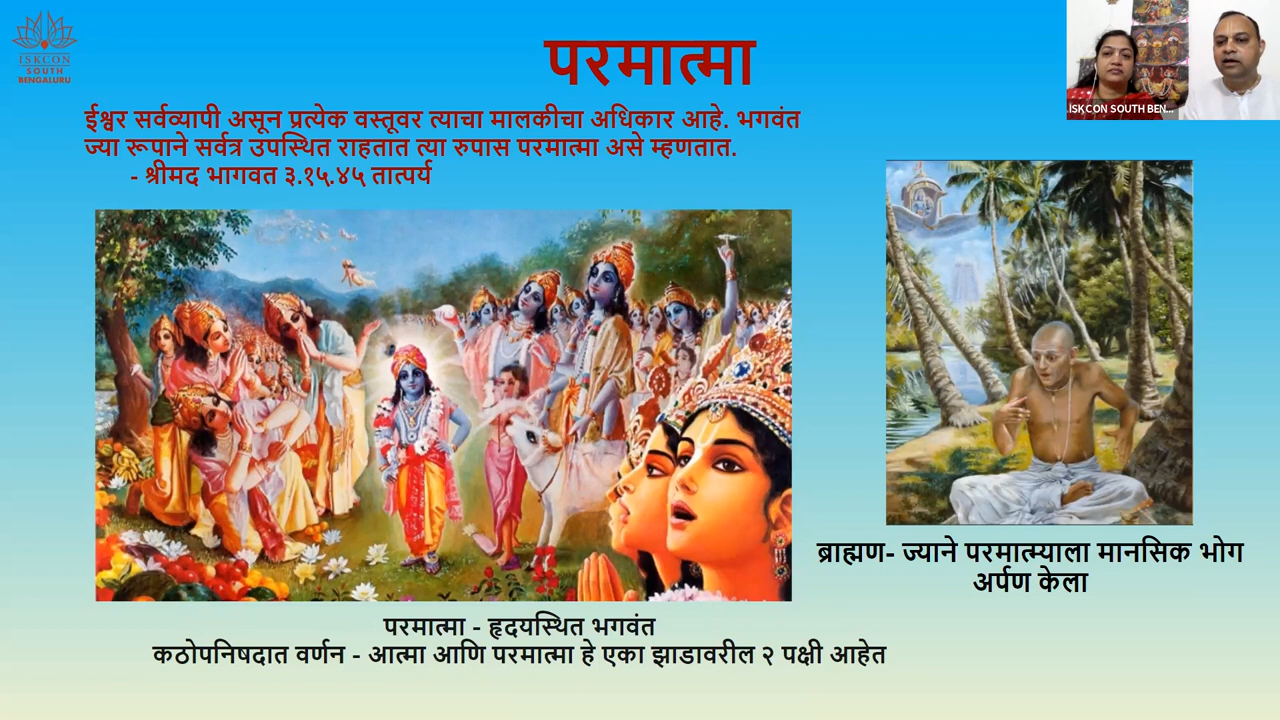 ISKCON
SOUTH
BENGALURU
परमात्मा
ISKCON SOUTH BEN...
ईश्वर सर्वव्यापी असून प्रत्येक वस्तूवर त्याचा मालकीचा अधिकार आहे. भगवंत
ज्या रूपाने सर्वत्र उपस्थित राहतात त्या रुपास परमात्मा असे म्हणतात.
- श्रीमद भागवत ३.१५.४५ तात्पर्य
ब्राह्मण- ज्याने परमात्म्याला मानसिक भोग
अर्पण केला
परमात्मा - हृदयस्थित भगवंत
कठोपनिषदात वर्णन - आत्मा आणि परमात्मा हे एका झाडावरील २ पक्षी आहेत